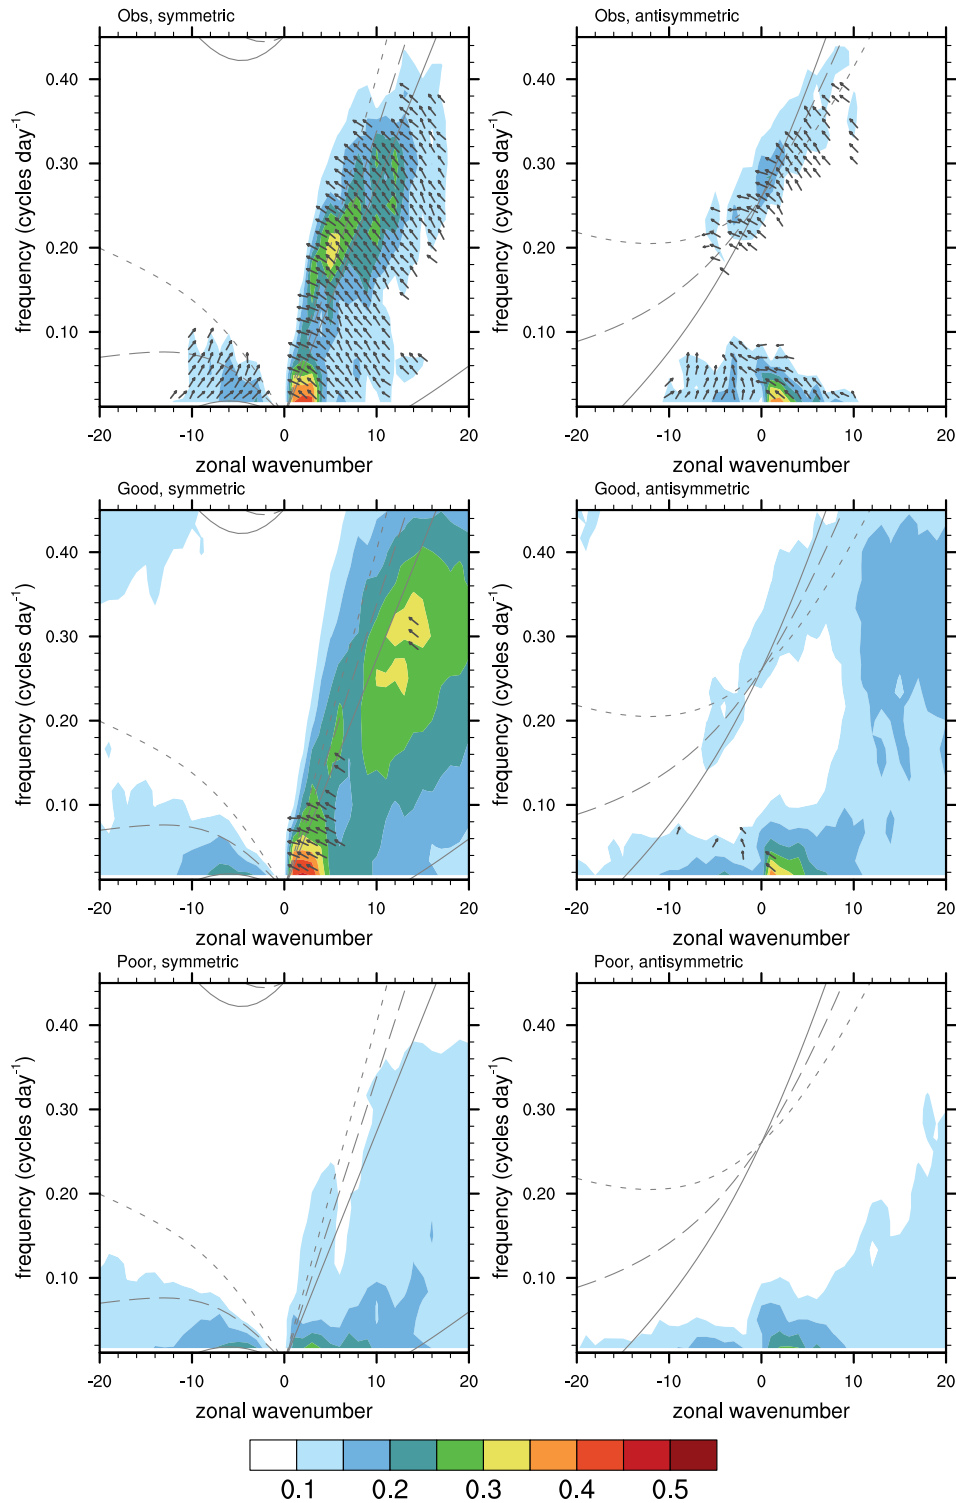 Obs, symmetric
Obs, antisymmetric
frequency (cycles day-1)
0.40
0.30
0.20
0.10
-20 -10 0 10 20
zonal wavenumber
frequency (cycles day-1)
0.40
0.30
0.20
0.10
-20 -10 0 10 20
zonal wavenumber
Good, symmetric
Good, antisymmetric
frequency (cycles day-1)
0.40
0.30
0.20
0.10
-20 -10 0 10 20
zonal wavenumber
frequency (cycles day-1)
0.40
0.30
0.20
0.10
-20 -10 0 10 20
zonal wavenumber
Poor, symmetric
Poor, antisymmetric
frequency (cycles day-1)
0.40
0.30
0.20
0.10
-20 -10 0 10 20
zonal wavenumber
frequency (cycles day-1)
0.40
0.30
0.20
0.10
-20 -10 0 10 20
zonal wavenumber
0.1 0.2 0.3 0.4 0.5